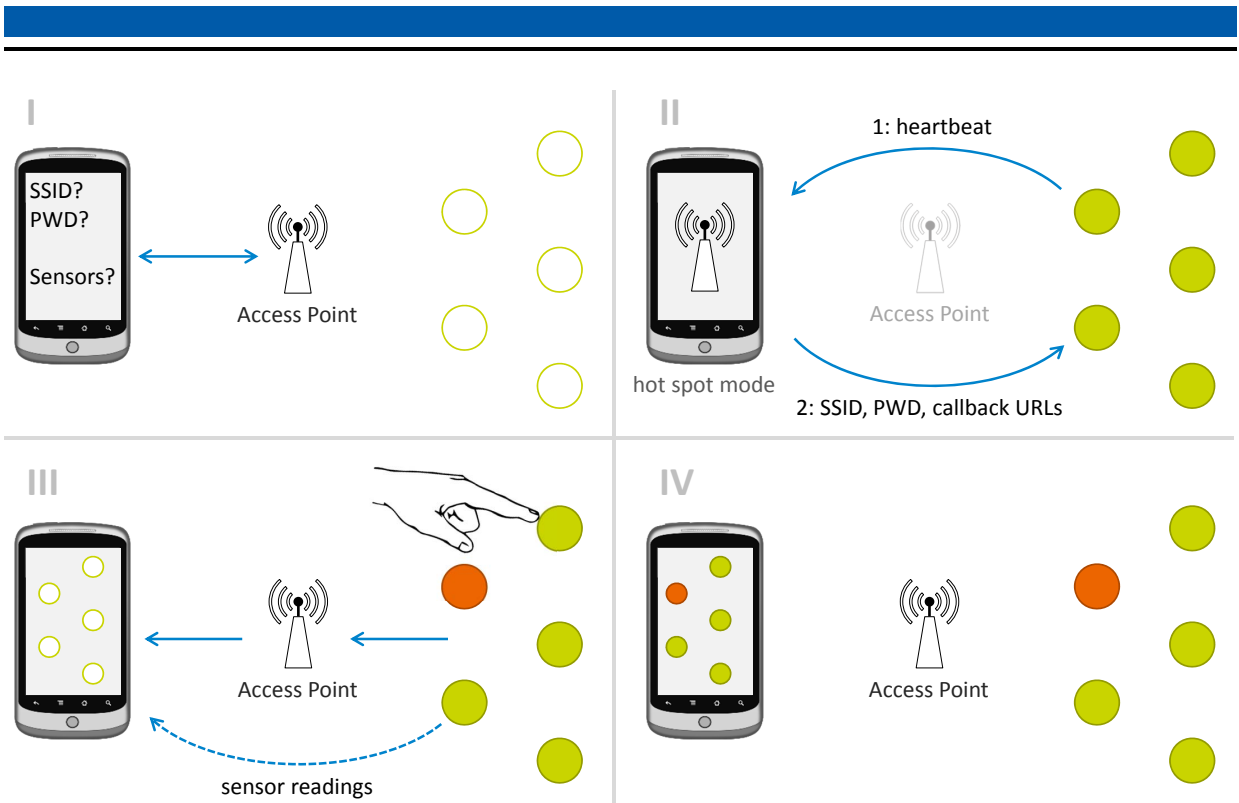 I
SSID?
PWD?
Sensors?
Access Point
II
1: heartbeat
Access Point
hot spot mode
2: SSID, PWD, callback URLs
III
Access Point
sensor readings
IV
Access Point